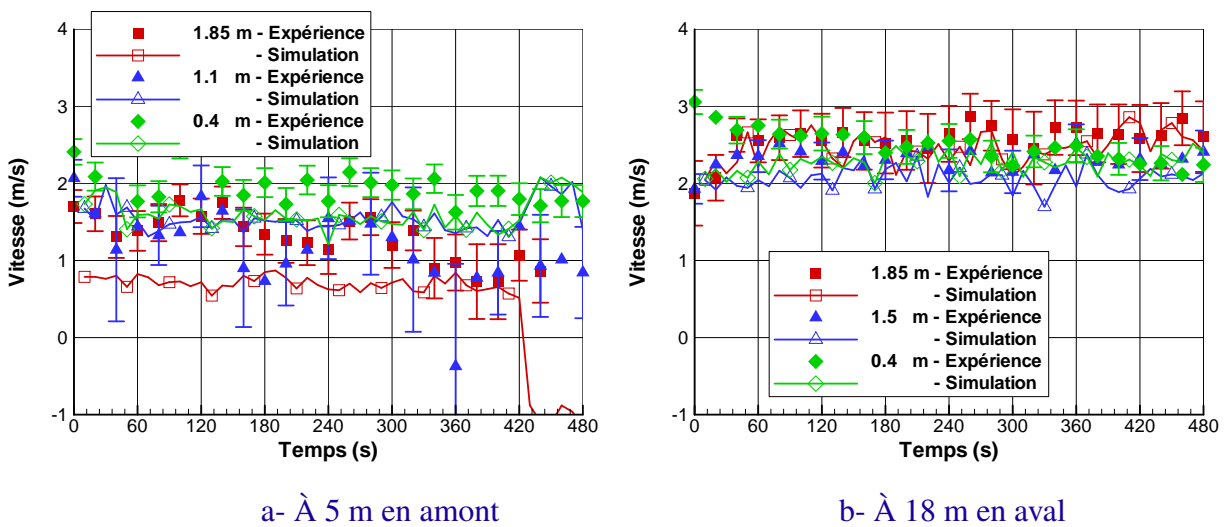 4
3
2
1
0
-1
Vitesse (m/s)
1.85 m - Expérience
- Simulation
1.1 m - Expérience
- Simulation
0.4 m - Expérience
- Simulation
0 60 120 180 240 300 360 420 480
Temps (s)
a- À 5 m en amont
4
3
2
1
0
-1
Vitesse (m/s)
1.85 m - Expérience
- Simulation
1.5 m - Expérience
- Simulation
0.4 m - Expérience
- Simulation
0 60 120 180 240 300 360 420 480
Temps (s)
b- À 18 m en aval